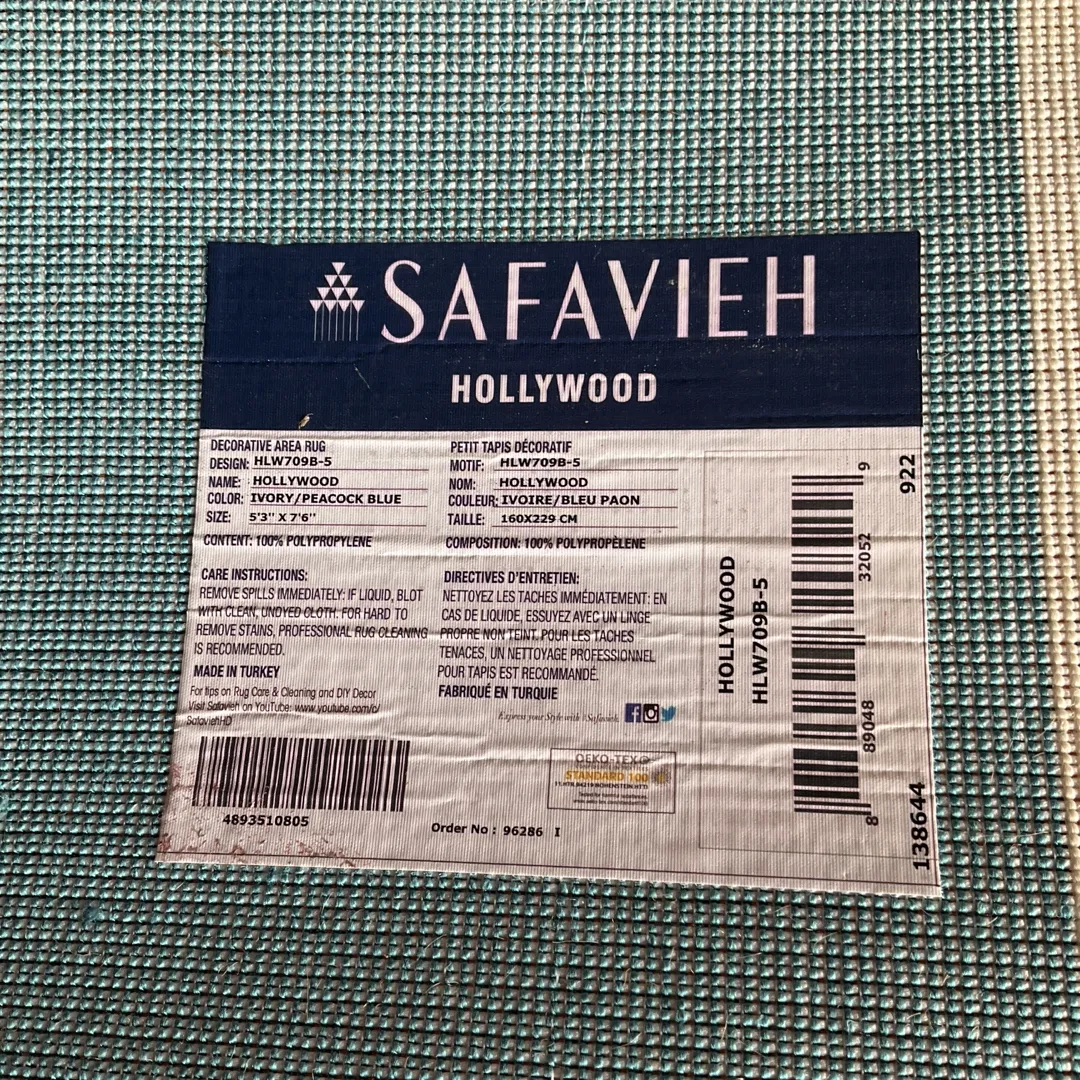 SAFAVIEH
HOLLYWOOD
DECORATIVE AREA RUG
DESIGN: HLW709B-5
NAME: HOLLYWOOD
COLOR: IVORY/PEACOCK BLUE
SIZE: 5'3" X 7'6"
CONTENT: 100% POLYPROPYLENE
CARE INSTRUCTIONS:
REMOVE SPILLS IMMEDIATELY: IF LIQUID, BLOT
WITH CLEAN, UNDYED CLOTH. FOR HARD TO
REMOVE STAINS, PROFESSIONAL RUG CLEANING
IS RECOMMENDED.
MADE IN TURKEY
For tips on Rug Care & Cleaning and DIY Decor
Visit Safavieh on YouTube: www.youtube.com/c/
SafaviehHD
4893510805
PETIT TAPIS DÉCORATIF
MOTIF: HLW709B-5
NOM: HOLLYWOOD
COULEUR: IVOIRE/BLEU PAON
TAILLE: 160X229 CM
COMPOSITION: 100% POLYPROPÈLENE
DIRECTIVES D'ENTRETIEN:
NETTOYEZ LES TACHES IMMÉDIATEMENT: EN
CAS DE LIQUIDE, ESSUYEZ AVEC UN LINGE
PROPRE NON TEINT. POUR LES TACHES
TENACES, UN NETTOYAGE PROFESSIONNEL
POUR TAPIS EST RECOMMANDÉ.
FABRIQUÉ EN TURQUIE
Express your Style with #Safavieh
OEKO-TEX®
STANDARD 100
HOHENSTEIN HTTI
Order No : 96286 I
HOLLYWOOD
HLW709B-5
8 89048 32052 9
138644 922